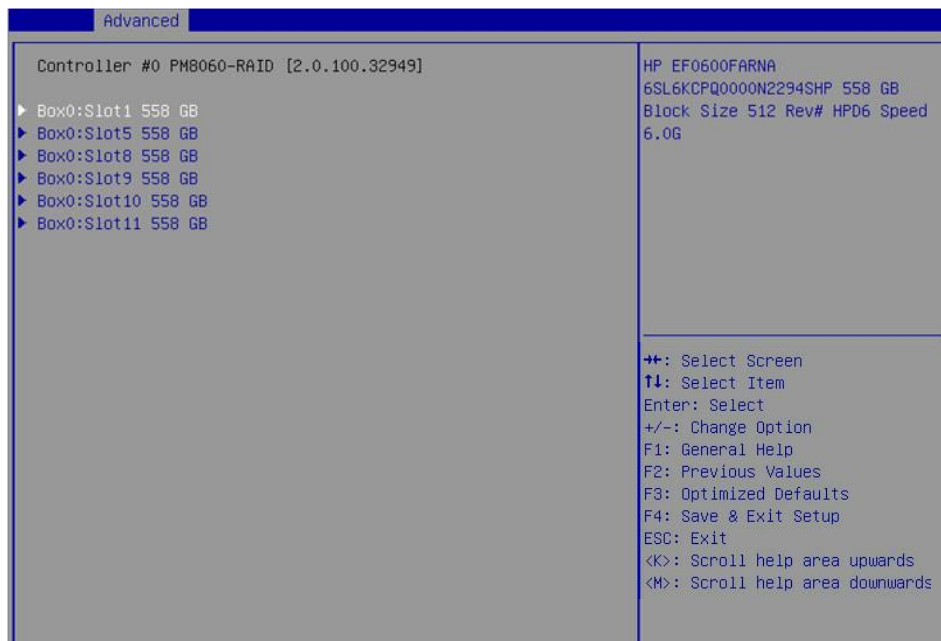 Advanced
Controller #0 PM8060-RAID [2.0.100.32949]
Box0:Slot1 558 GB
Box0:Slot5 558 GB
Box0:Slot8 558 GB
Box0:Slot9 558 GB
Box0:Slot10 558 GB
Box0:Slot11 558 GB
HP EF0600FARNA
6SL6KCPQ0000N2294SHP 558 GB
Block Size 512 Rev# HPD6 Speed
6.0G
→←: Select Screen
↑↓: Select Item
Enter: Select
+/-: Change Option
F1: General Help
F2: Previous Values
F3: Optimized Defaults
F4: Save & Exit Setup
ESC: Exit
<K>: Scroll help area upwards
<M>: Scroll help area downwards